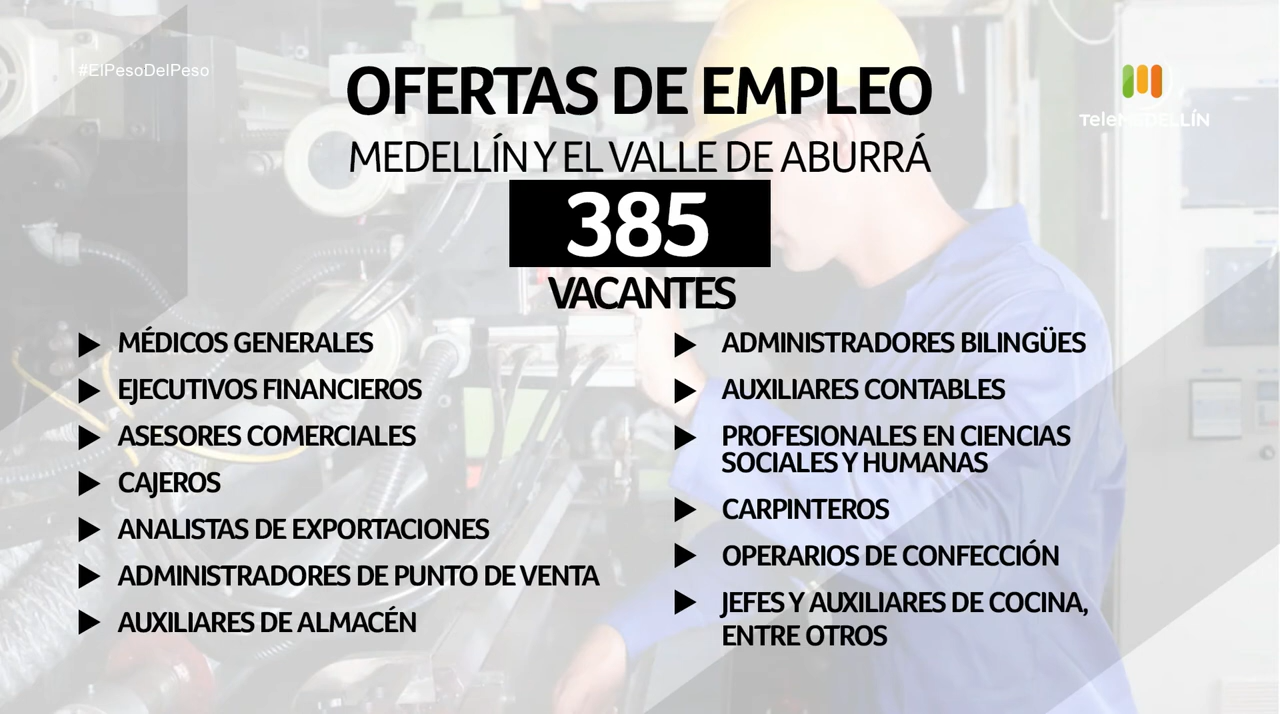 #ElPesoDelPeso
OFERTAS DE EMPLEO
TeleMEDELLÍN
MEDELLÍN Y EL VALLE DE ABURRÁ
385
VACANTES
MÉDICOS GENERALES
EJECUTIVOS FINANCIEROS
ASESORES COMERCIALES
CAJEROS
ANALISTAS DE EXPORTACIONES
ADMINISTRADORES DE PUNTO DE VENTA
AUXILIARES DE ALMACÉN
ADMINISTRADORES BILINGÜES
AUXILIARES CONTABLES
PROFESIONALES EN CIENCIAS
SOCIALES Y HUMANAS
CARPINTEROS
OPERARIOS DE CONFECCIÓN
JEFES Y AUXILIARES DE COCINA,
ENTRE OTROS